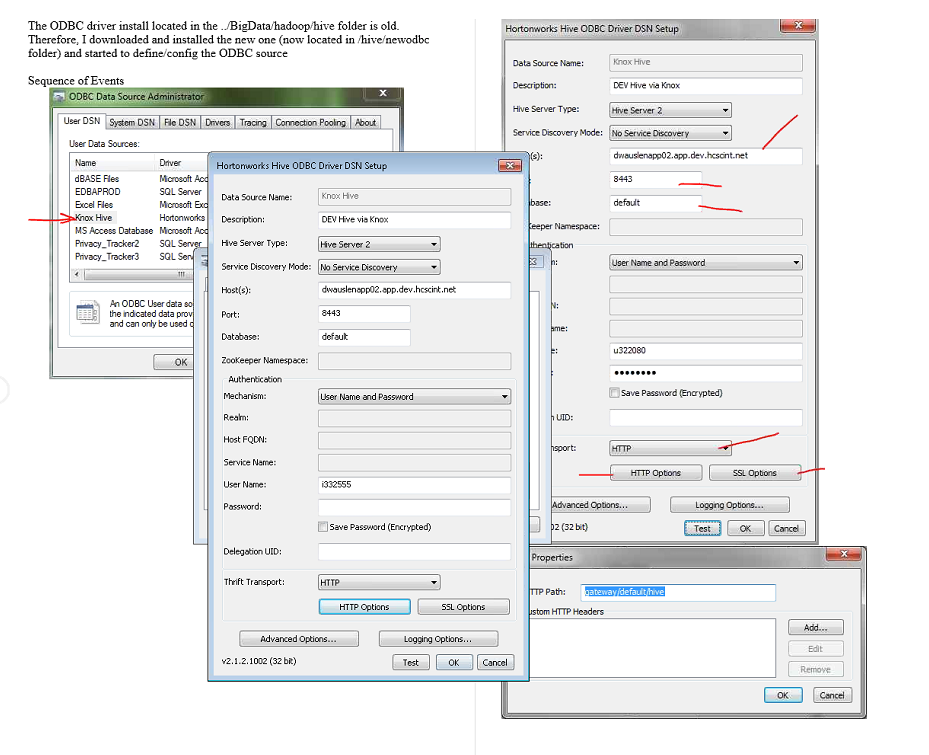 The ODBC driver install located in the ../BigData/hadoop/hive folder is old.
Therefore, I downloaded and installed the new one (now located in /hive/newodbc
folder) and started to define/config the ODBC source
Sequence of Events
ODBC Data Source Administrator
User DSN System DSN File DSN Drivers Tracing Connection Pooling About
User Data Sources:
Name Driver
dBASE Files Microsoft Acc
EDBAPROD SQL Server
Excel Files Microsoft Exc
Knox Hive Hortonworks
MS Access Database Microsoft Acc
Privacy_Tracker2 SQL Server
Privacy_Tracker3 SQL Serv
An ODBC User data so
the indicated data prov
and can only be used o
OK
Hortonworks Hive ODBC Driver DSN Setup
Data Source Name: Knox Hive
Description: DEV Hive via Knox
Hive Server Type: Hive Server 2
Service Discovery Mode: No Service Discovery
Host(s): dwauslenapp02.app.dev.hcscint.net
Port: 8443
Database: default
ZooKeeper Namespace:
Authentication
Mechanism: User Name and Password
Realm:
Host FQDN:
Service Name:
User Name: i332555
Password:
Save Password (Encrypted)
Delegation UID:
Thrift Transport: HTTP
HTTP Options SSL Options
Advanced Options... Logging Options...
v2.1.2.1002 (32 bit) Test OK Cancel
Hortonworks Hive ODBC Driver DSN Setup
Data Source Name: Knox Hive
Description: DEV Hive via Knox
Hive Server Type: Hive Server 2
Service Discovery Mode: No Service Discovery
(s): dwauslenapp02.app.dev.hcscint.net
8443
base: default
eeper Namespace:
hentication
m: User Name and Password
N:
ame:
e: u322080
Save Password (Encrypted)
n UID:
nsport: HTTP
HTTP Options SSL Options
Advanced Options... Logging Options...
02 (32 bit) Test OK Cancel
Properties
TTP Path: gateway/default/hive
ustom HTTP Headers
Add...
Edit
Remove
OK Cancel